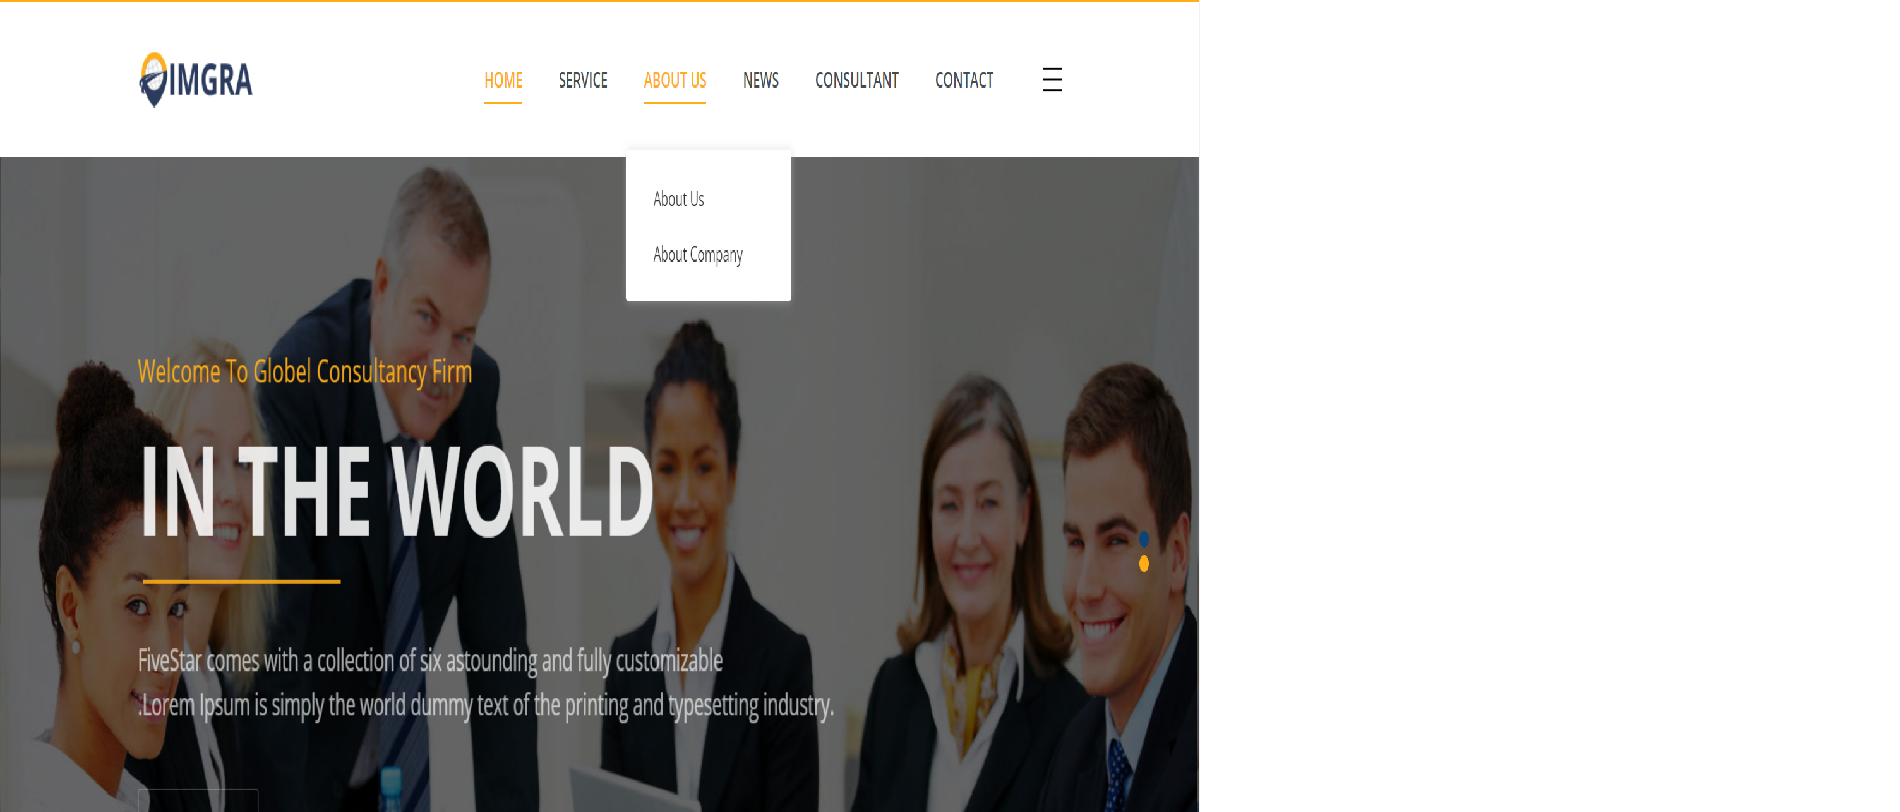 IMGRA
HOME SERVICE ABOUT US NEWS CONSULTANT CONTACT
About Us
About Company
Welcome To Globel Consultancy Firm
IN THE WORLD
FiveStar comes with a collection of six astounding and fully customizable
.Lorem Ipsum is simply the world dummy text of the printing and typesetting industry.